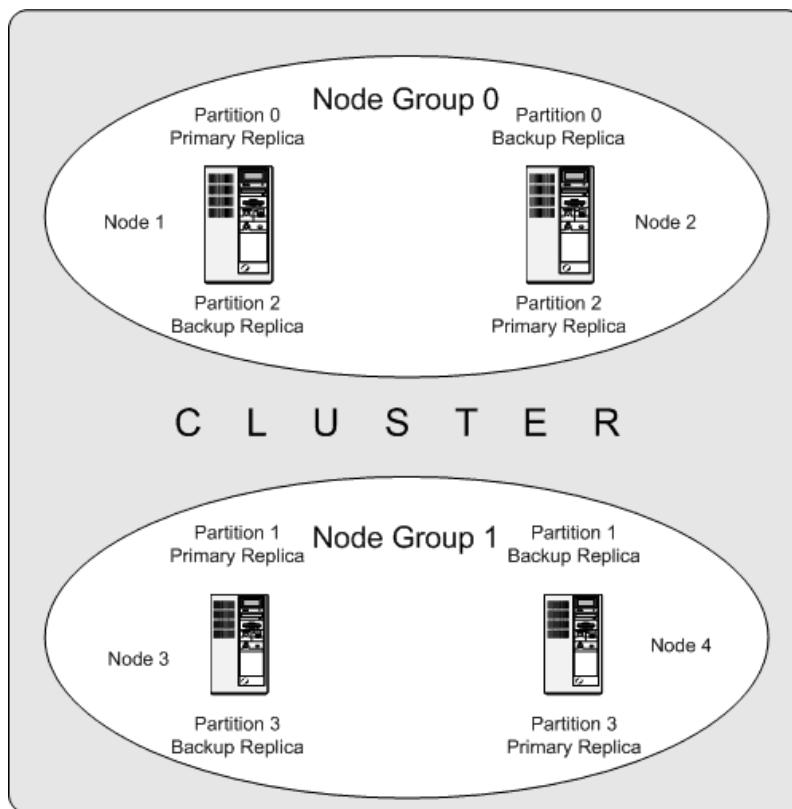 Node Group 0
Partition 0
Primary Replica
Partition 0
Backup Replica
Node 1
Node 2
Partition 2
Backup Replica
Partition 2
Primary Replica
C L U S T E R
Partition 1
Primary Replica
Node Group 1
Partition 1
Backup Replica
Node 3
Node 4
Partition 3
Backup Replica
Partition 3
Primary Replica